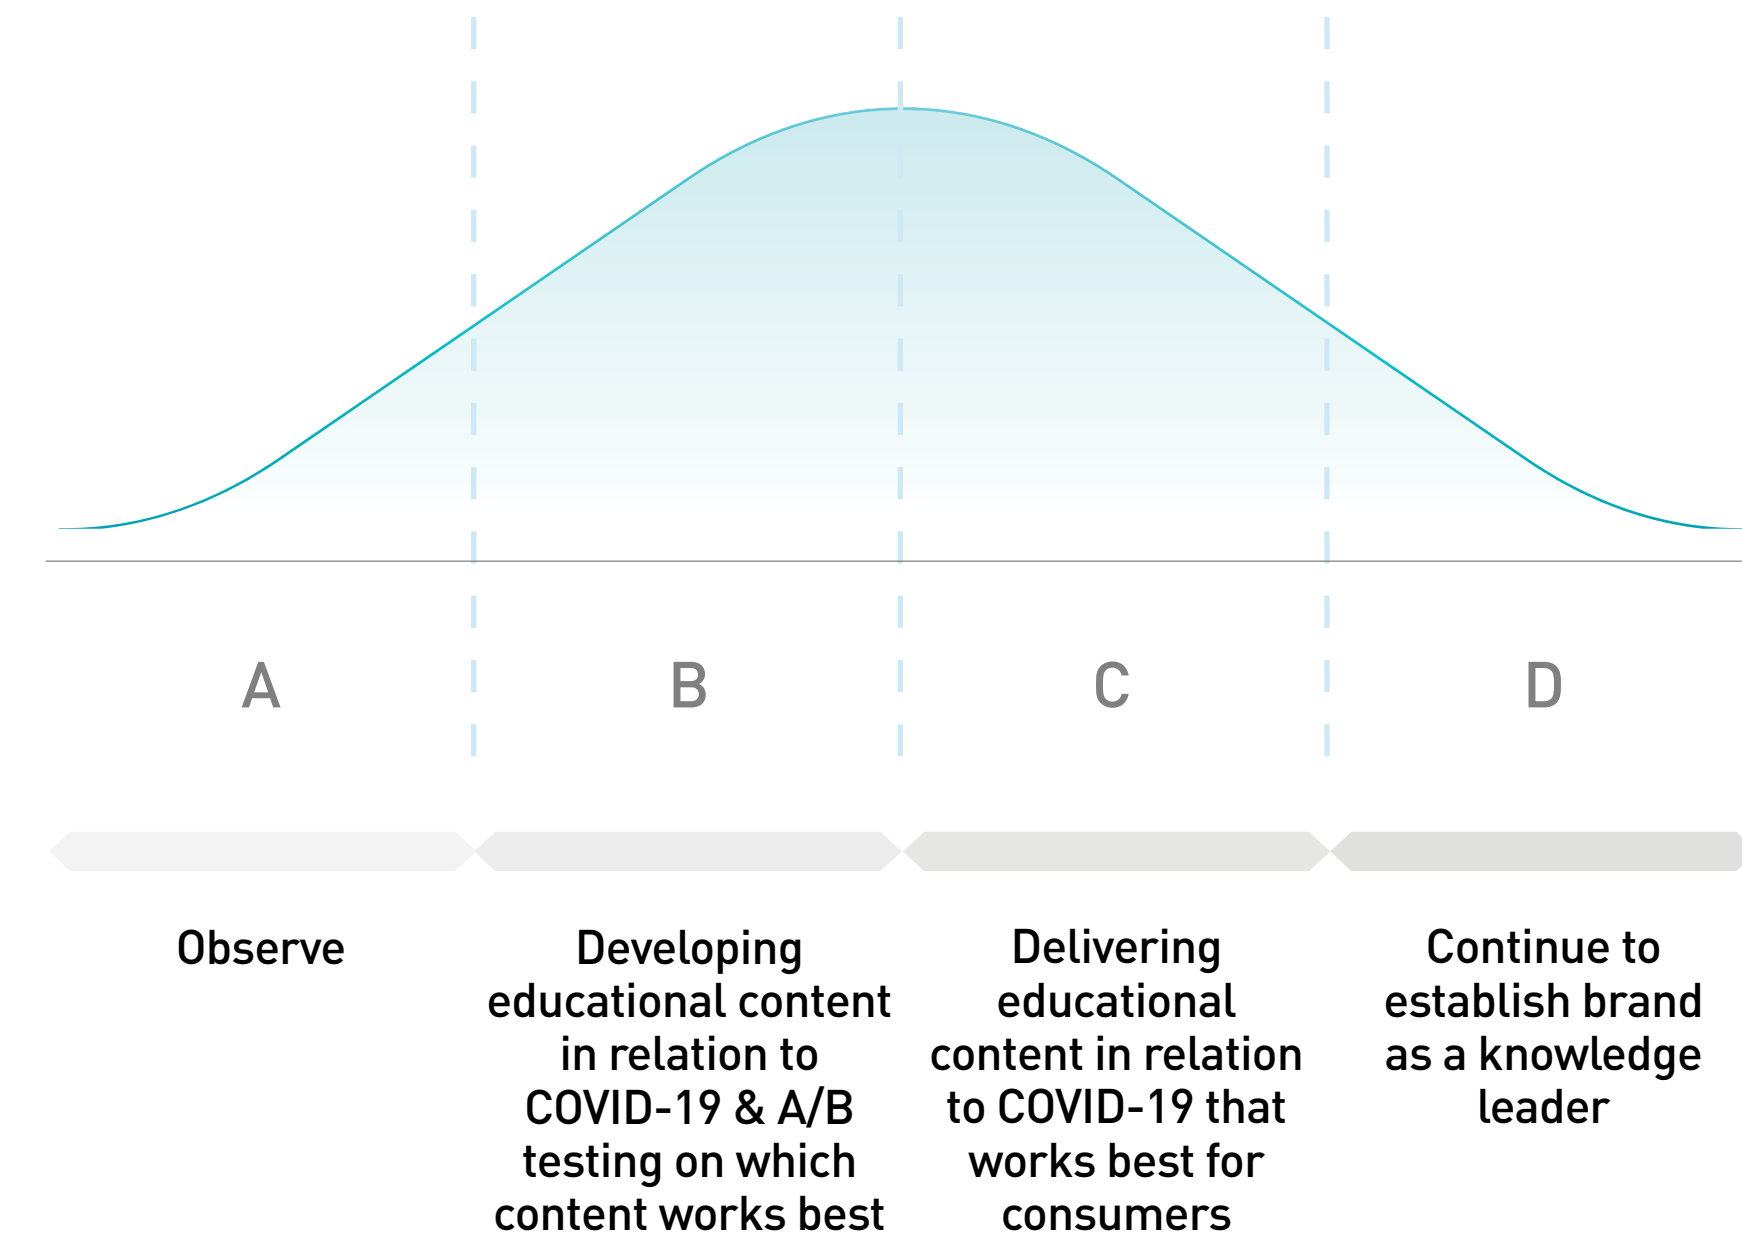 A
B
C
D
Observe
Developing
educational content
in relation to
COVID-19 & A/B
testing on which
content works best
Delivering
educational
content in relation
to COVID-19 that
works best for
consumers
Continue to
establish brand
as a knowledge
leader